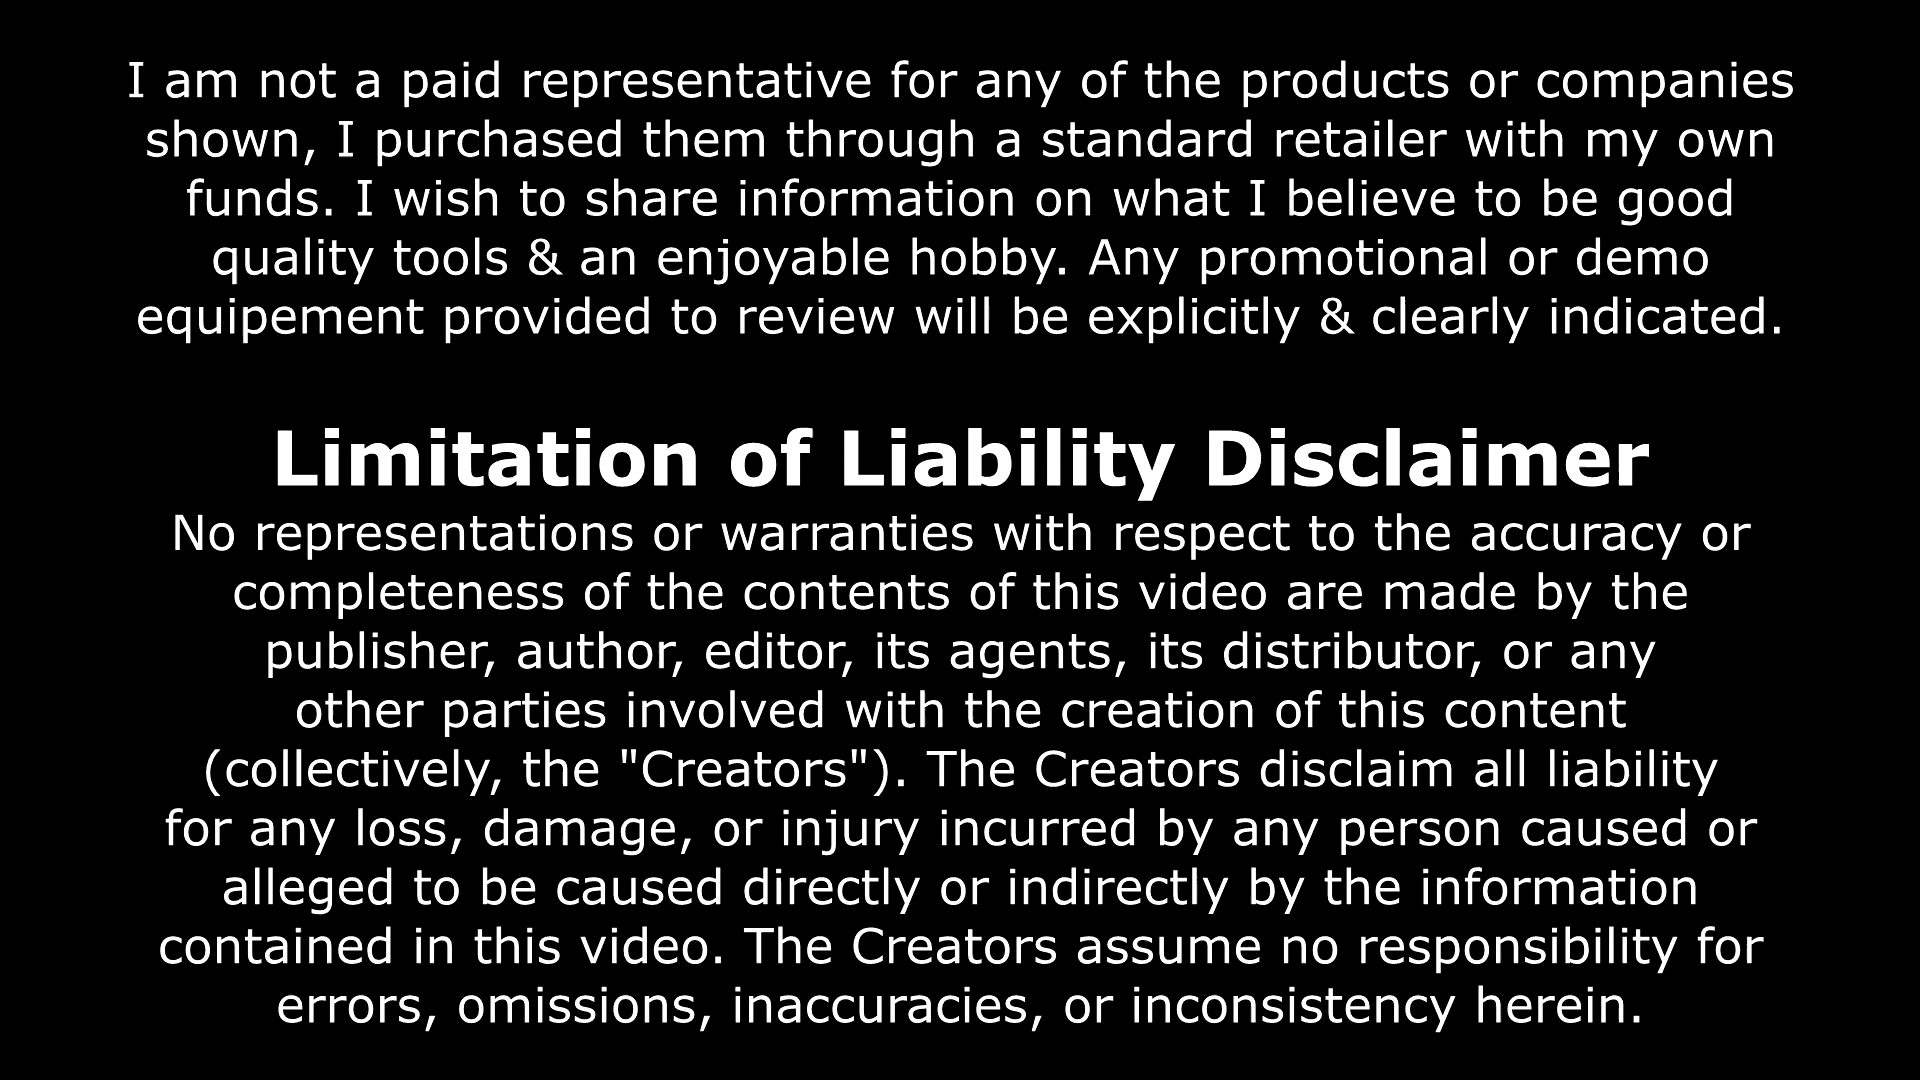 I am not a paid representative for any of the products or companies
shown, I purchased them through a standard retailer with my own
funds. I wish to share information on what I believe to be good
quality tools & an enjoyable hobby. Any promotional or demo
equipement provided to review will be explicitly & clearly indicated.
Limitation of Liability Disclaimer
No representations or warranties with respect to the accuracy or
completeness of the contents of this video are made by the
publisher, author, editor, its agents, its distributor, or any
other parties involved with the creation of this content
(collectively, the "Creators"). The Creators disclaim all liability
for any loss, damage, or injury incurred by any person caused or
alleged to be caused directly or indirectly by the information
contained in this video. The Creators assume no responsibility for
errors, omissions, inaccuracies, or inconsistency herein.